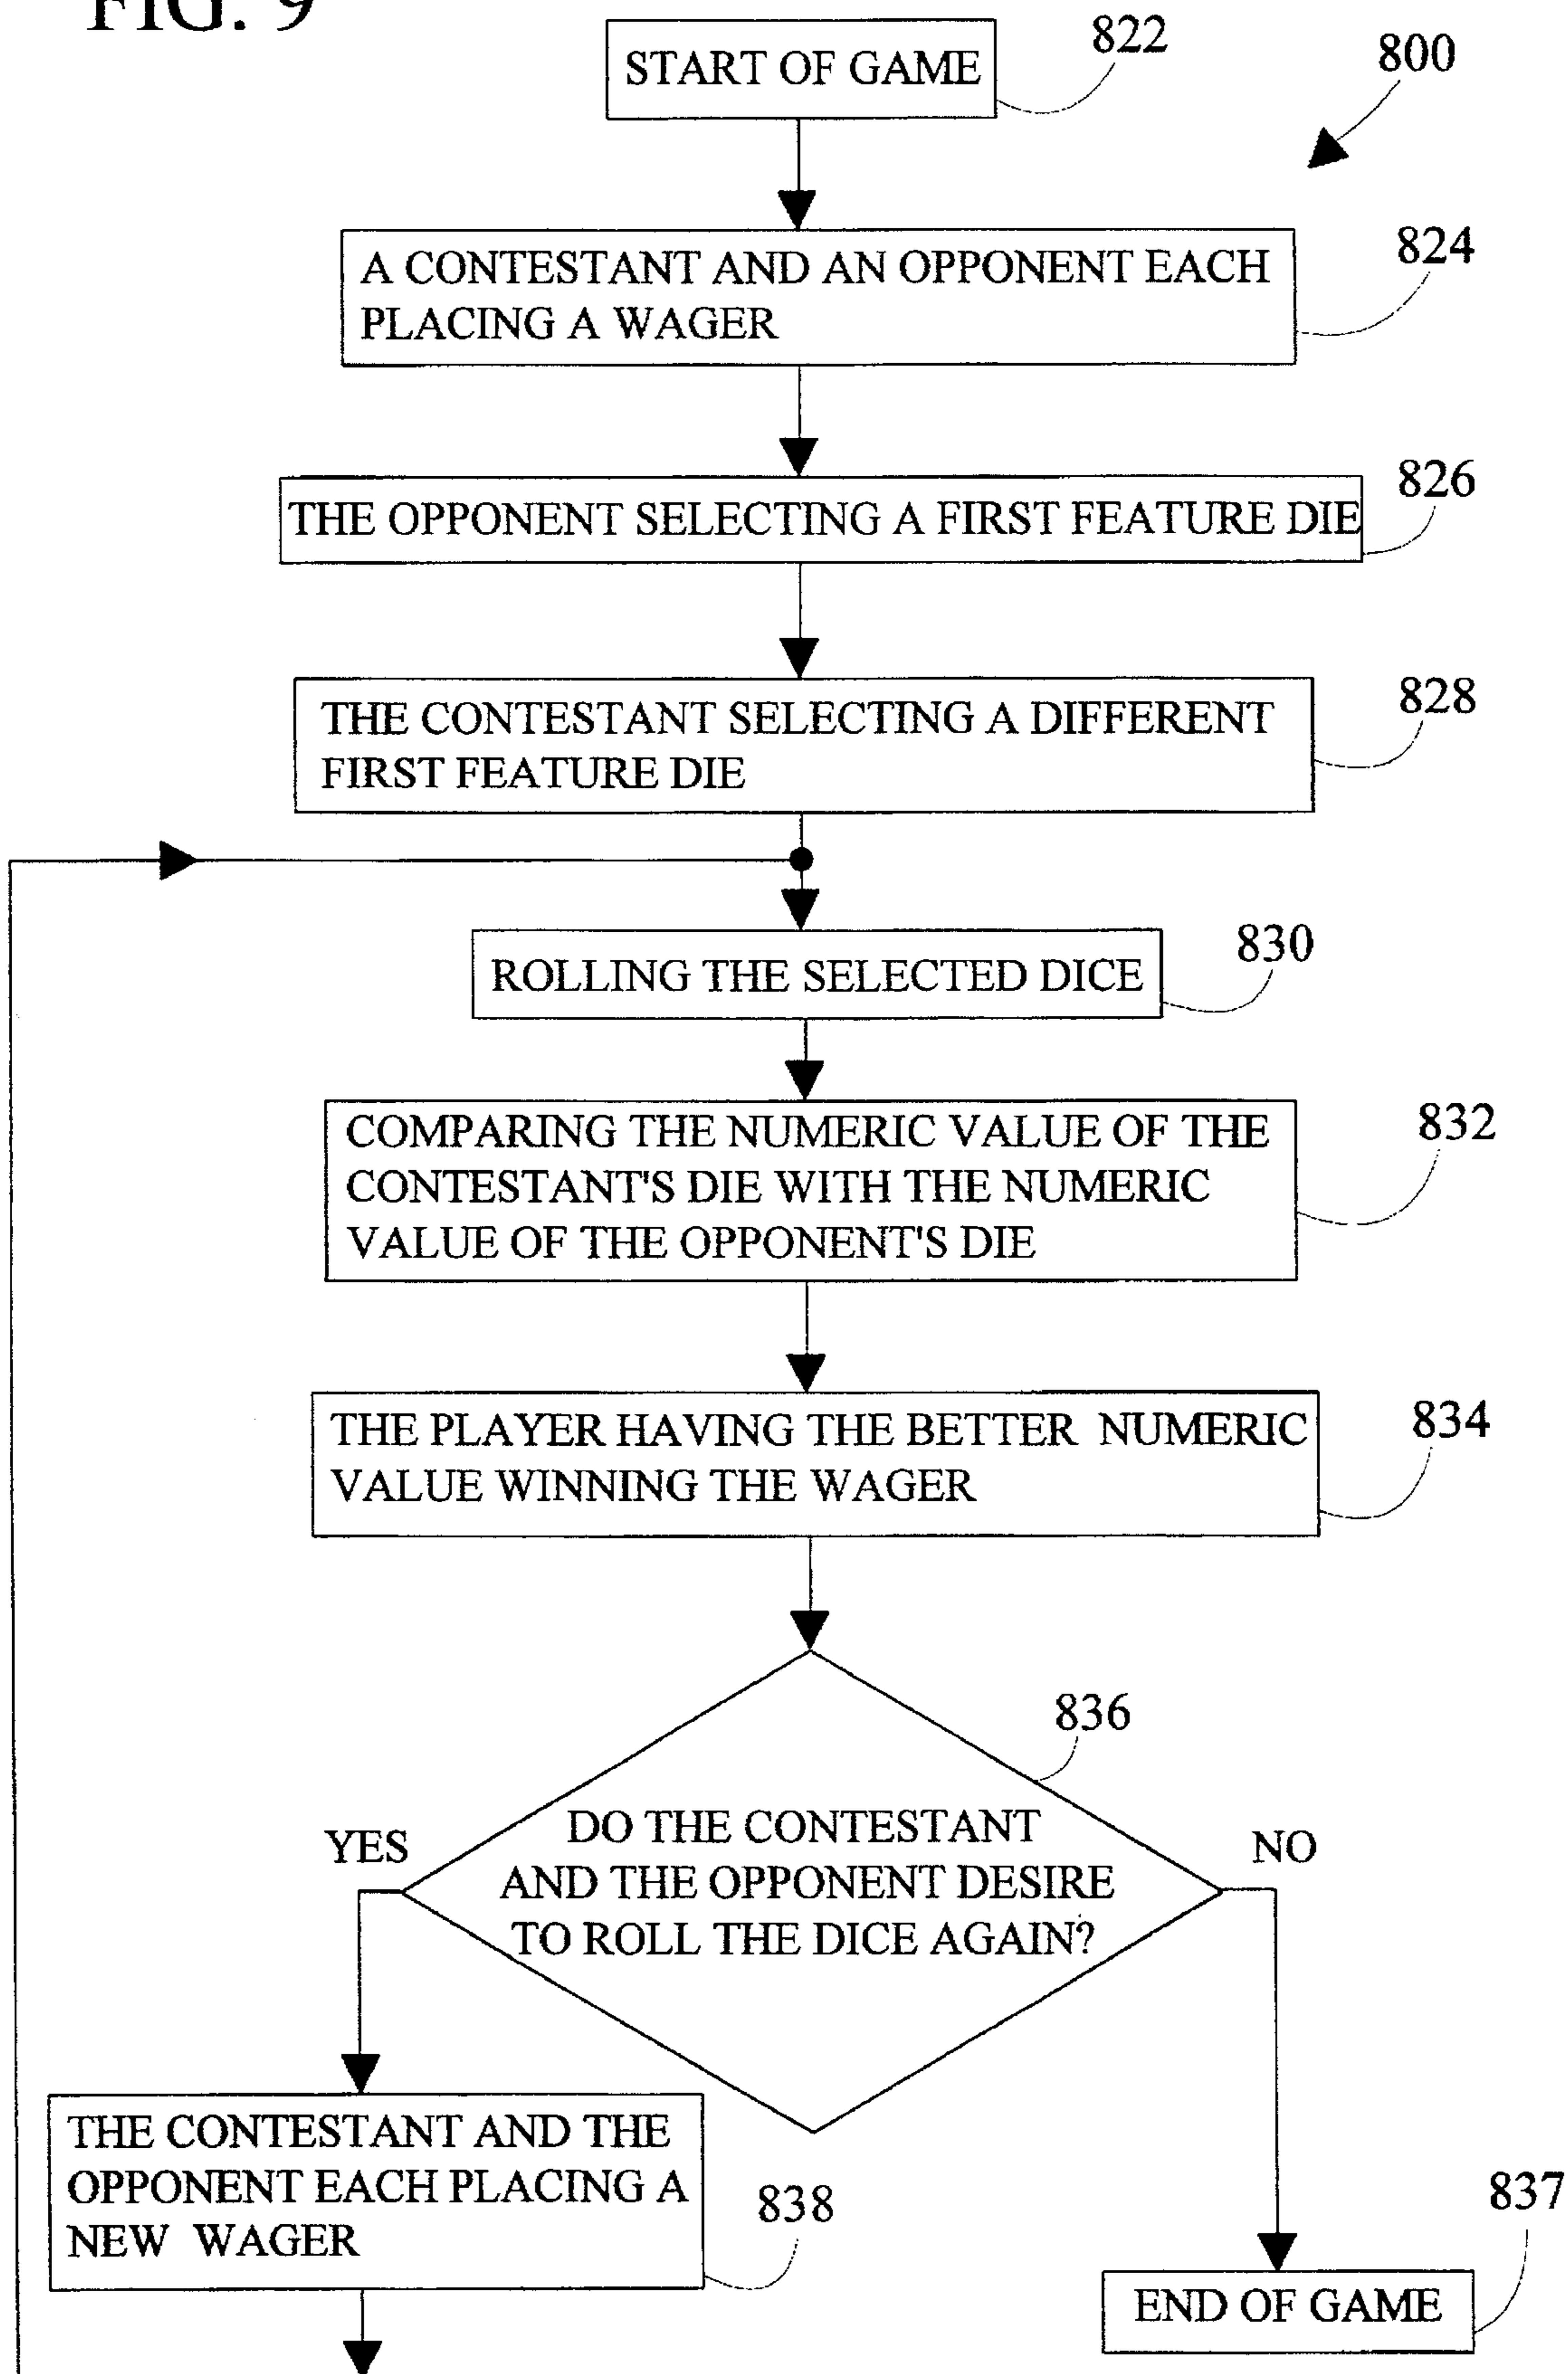 FIG. 9
START OF GAME
822
800
A CONTESTANT AND AN OPPONENT EACH
PLACING A WAGER
824
THE OPPONENT SELECTING A FIRST FEATURE DIE
826
THE CONTESTANT SELECTING A DIFFERENT
FIRST FEATURE DIE
828
ROLLING THE SELECTED DICE
830
COMPARING THE NUMERIC VALUE OF THE
CONTESTANT'S DIE WITH THE NUMERIC
VALUE OF THE OPPONENT'S DIE
832
THE PLAYER HAVING THE BETTER NUMERIC
VALUE WINNING THE WAGER
834
836
DO THE CONTESTANT
AND THE OPPONENT DESIRE
TO ROLL THE DICE AGAIN?
YES
NO
THE CONTESTANT AND THE
OPPONENT EACH PLACING A
NEW WAGER
838
837
END OF GAME